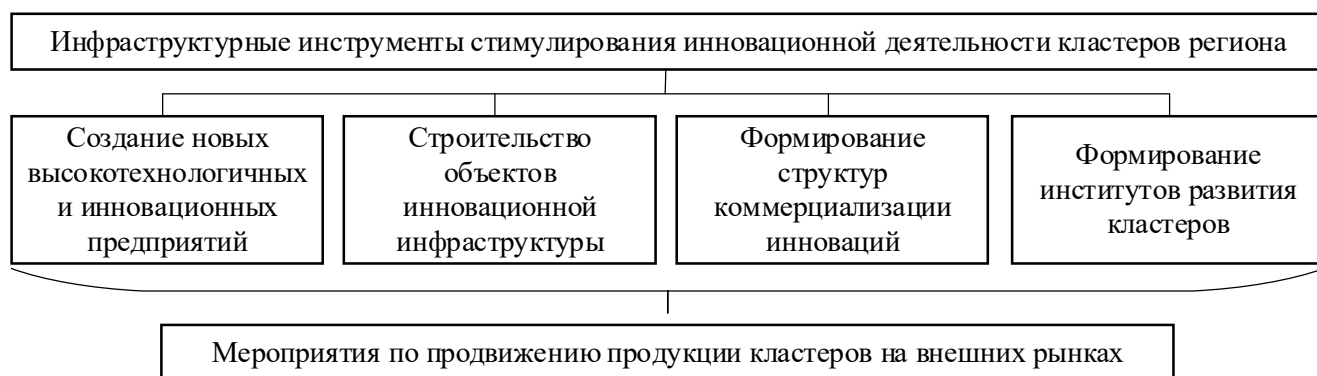 Инфраструктурные инструменты стимулирования инновационной деятельности кластеров региона
Создание новых
высокотехнологичных
и инновационных
предприятий
Строительство
объектов
инновационной
инфраструктуры
Формирование
структур
коммерциализации
инноваций
Формирование
институтов развития
кластеров
Мероприятия по продвижению продукции кластеров на внешних рынках